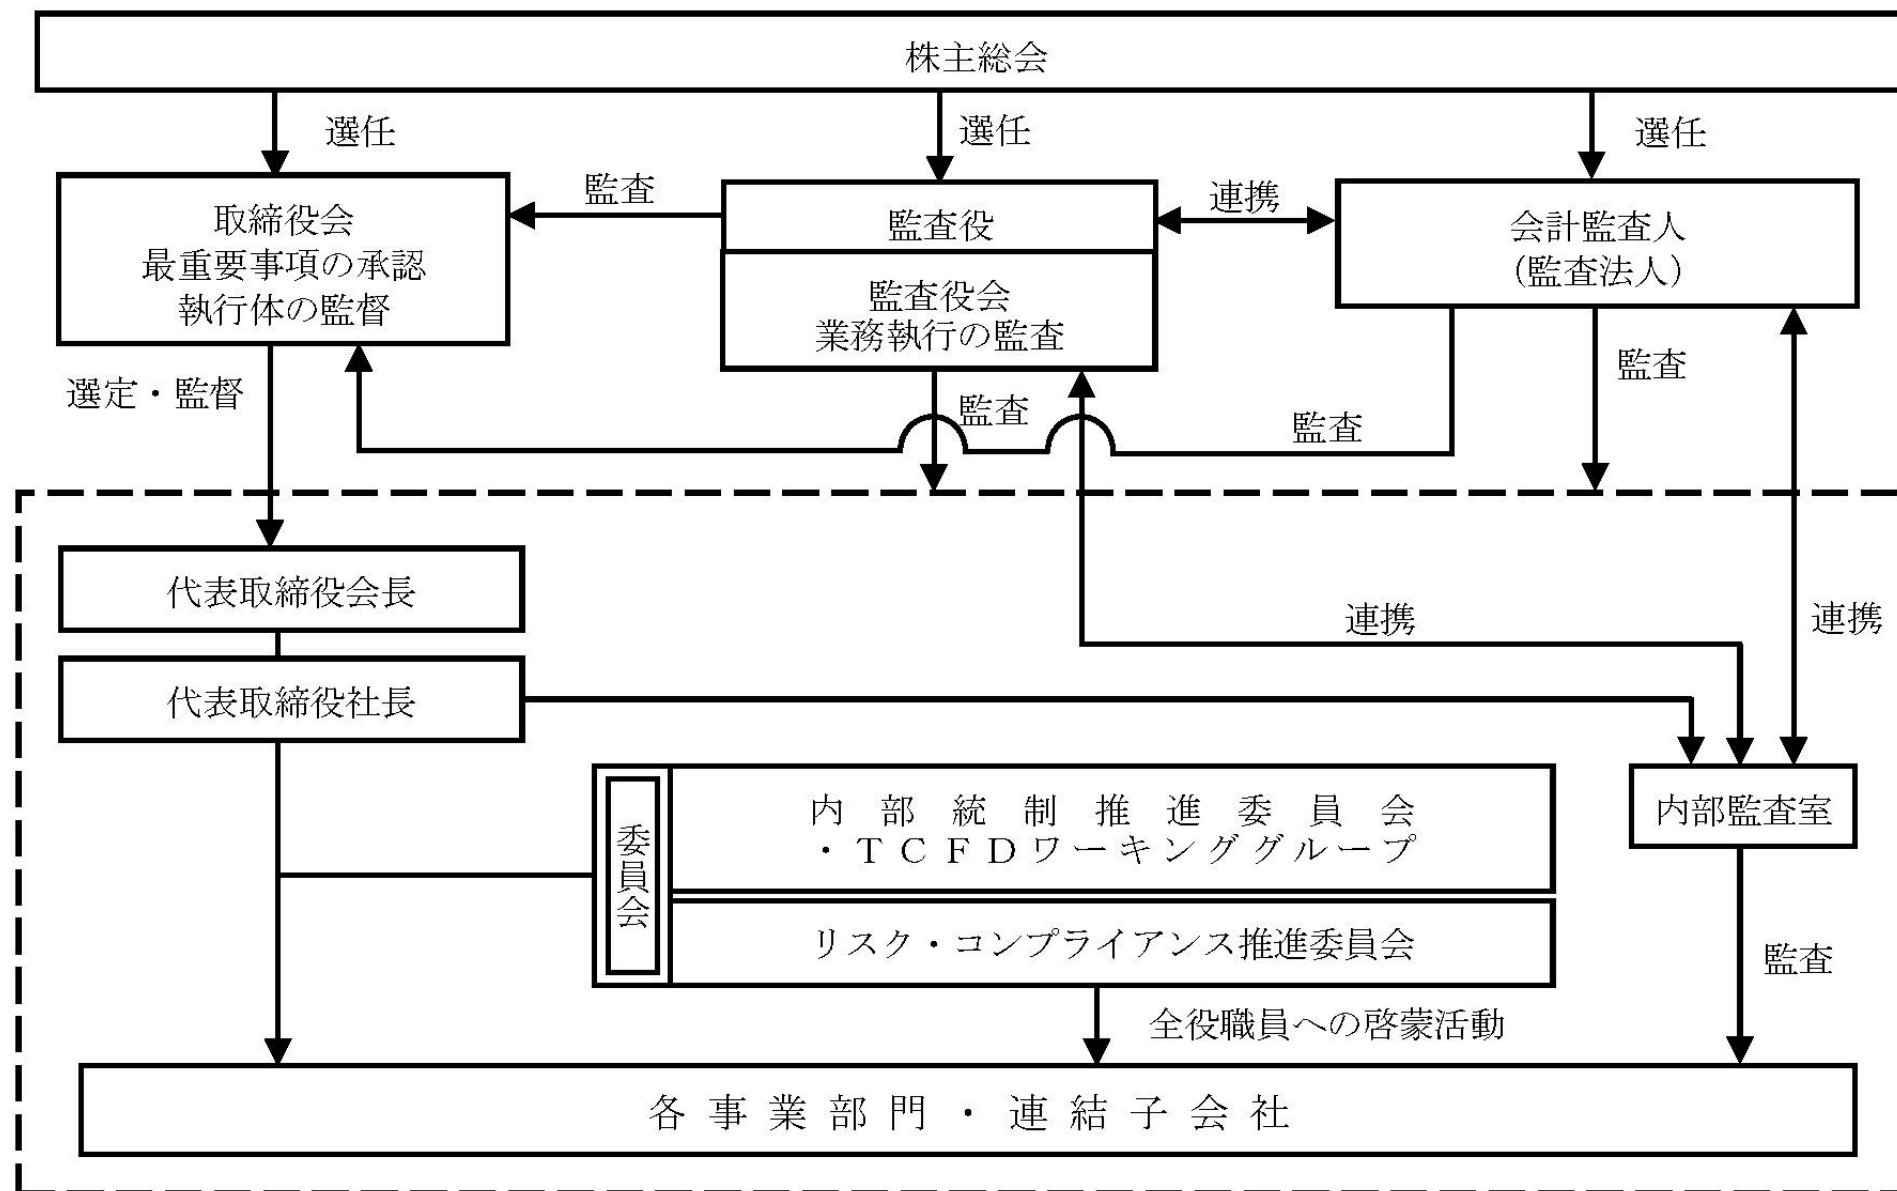 株主総会
選任
選任
選任
取締役会
最重要事項の承認
執行体の監督
監査
監査役
監査役会
業務執行の監査
連携
会計監査人
（監査法人）
選定・監督
監査
監査
監査
代表取締役会長
代表取締役社長
連携
連携
委員会
内部統制推進委員会
・ＴＣＦＤワーキンググループ
リスク・コンプライアンス推進委員会
内部監査室
監査
全役職員への啓蒙活動
各事業部門・連結子会社